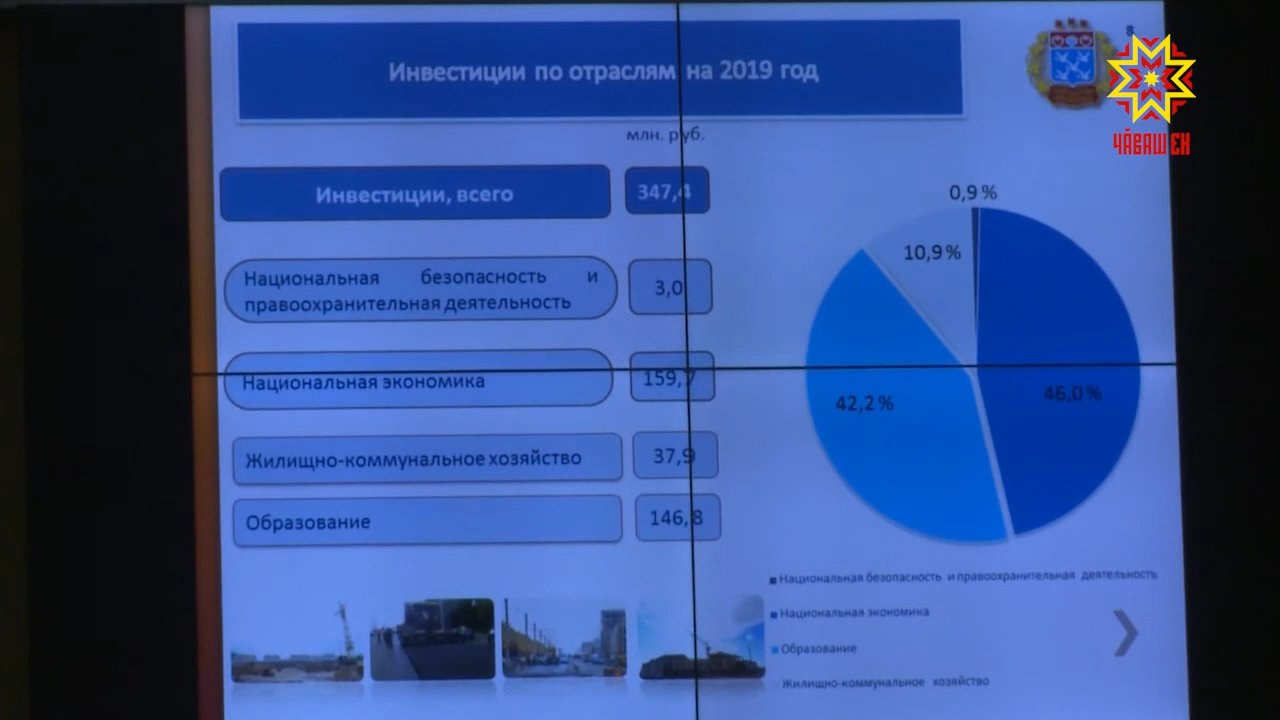 Инвестиции по отраслям на 2019 год
8
ЧӐВАШ ЕН
млн. руб.
Инвестиции, всего 347,4
Национальная безопасность и
правоохранительная деятельность
3,0
Национальная экономика 159,7
Жилищно-коммунальное хозяйство 37,9
Образование 146,8
0,9 %
10,9 %
46,0 %
42,2 %
Национальная безопасность и правоохранительная деятельность
Национальная экономика
Образование
Жилищно-коммунальное хозяйство